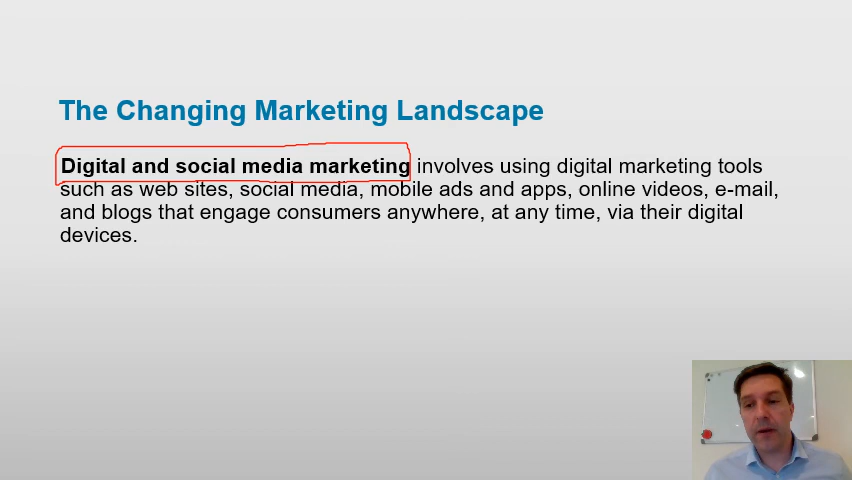 The Changing Marketing Landscape
Digital and social media marketing involves using digital marketing tools
such as web sites, social media, mobile ads and apps, online videos, e-mail,
and blogs that engage consumers anywhere, at any time, via their digital
devices.